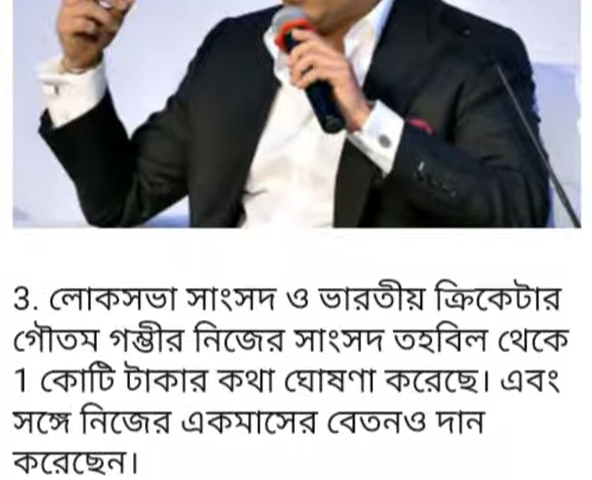 3. লোকসভা সাংসদ ও ভারতীয় ক্রিকেটার
গৌতম গম্ভীর নিজের সাংসদ তহবিল থেকে
1 কোটি টাকার কথা ঘোষণা করেছে। এবং
সঙ্গে নিজের একমাসের বেতনও দান
করেছেন।